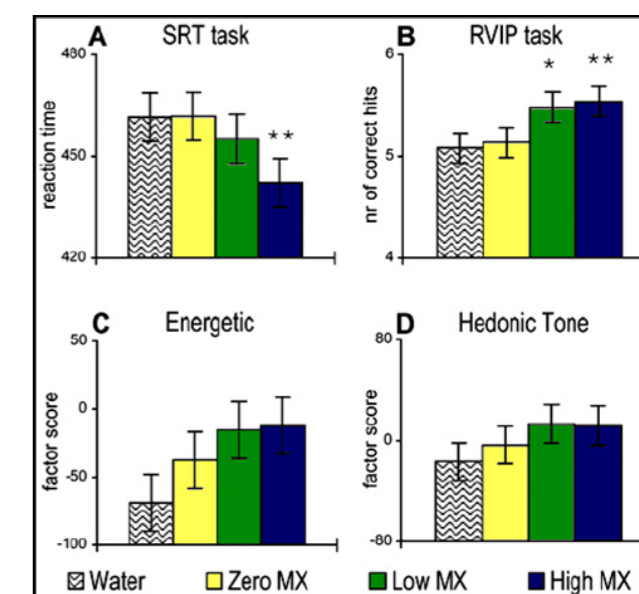 A SRT task
480
450
420
reaction time
**
B RVIP task
6
5
4
nr of correct hits
*
**
C Energetic
50
0
-50
-100
factor score
D Hedonic Tone
80
0
-80
factor score
Water Zero MX Low MX High MX